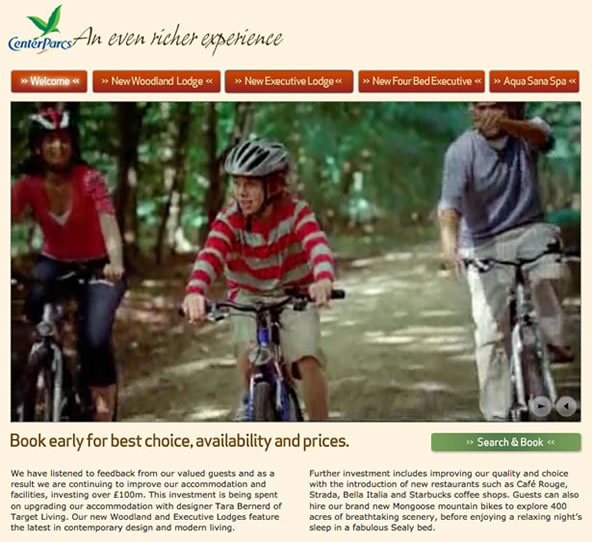 CenterParcs An even richer experience
>> Welcome << >> New Woodland Lodge << >> New Executive Lodge << >> New Four Bed Executive << >> Aqua Sana Spa <<
Book early for best choice, availability and prices.
>> Search & Book <<
We have listened to feedback from our valued guests and as a
result we are continuing to improve our accommodation and
facilities, investing over £100m. This investment is being spent
on upgrading our accommodation with designer Tara Bernerd of
Target Living. Our new Woodland and Executive Lodges feature
the latest in contemporary design and modern living.
Further investment includes improving our quality and choice
with the introduction of new restaurants such as Café Rouge,
Strada, Bella Italia and Starbucks coffee shops. Guests can also
hire our brand new Mongoose mountain bikes to explore 400
acres of breathtaking scenery, before enjoying a relaxing night's
sleep in a fabulous Sealy bed.